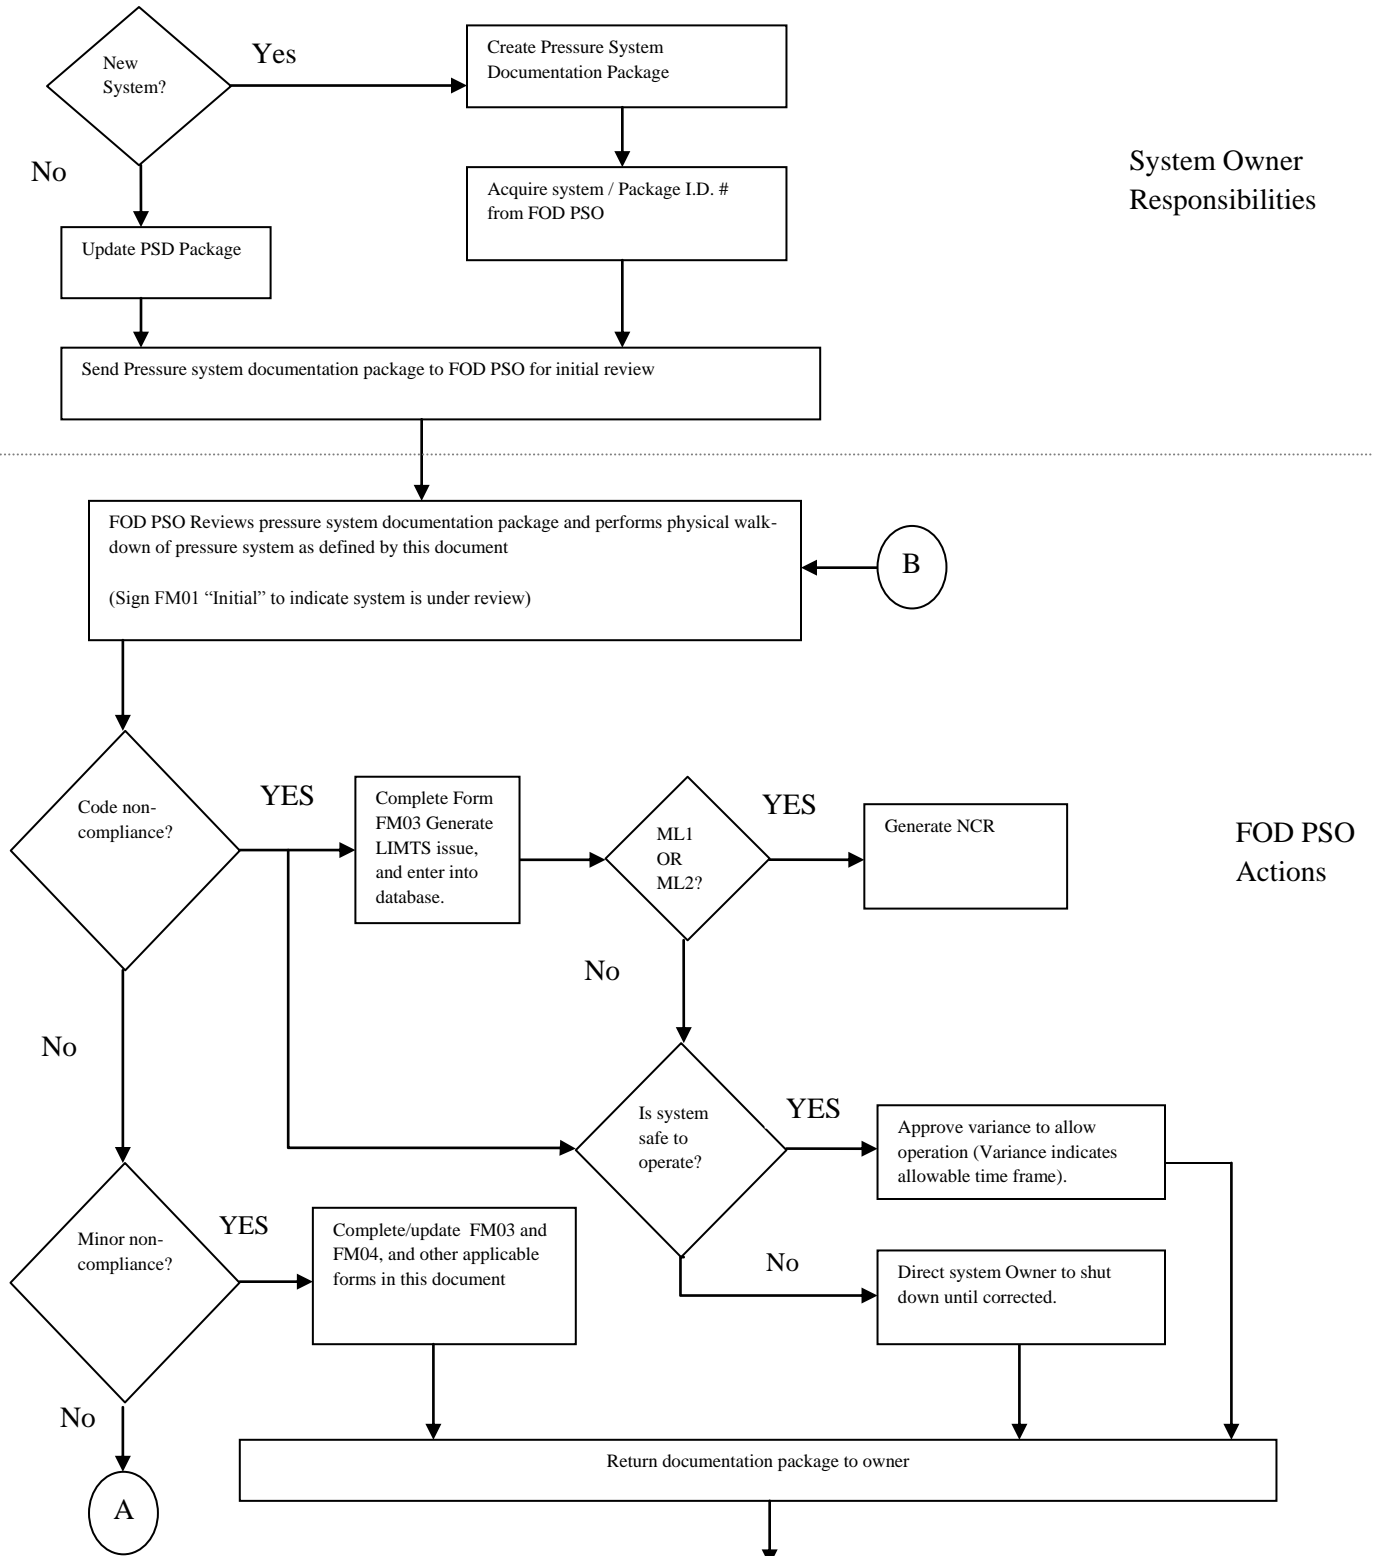 New
System?
Yes
Create Pressure System
Documentation Package
No
System Owner
Responsibilities
Acquire system / Package I.D. #
from FOD PSO
Update PSD Package
Send Pressure system documentation package to FOD PSO for initial review
FOD PSO Reviews pressure system documentation package and performs physical walk-
down of pressure system as defined by this document
(Sign FM01 “Initial” to indicate system is under review)
B
Code non-
compliance?
YES
Complete Form
FM03 Generate
LIMTS issue,
and enter into
database.
ML1
OR
ML2?
YES
Generate NCR
FOD PSO
Actions
No
No
Is system
safe to
operate?
YES
Approve variance to allow
operation (Variance indicates
allowable time frame).
Minor non-
compliance?
YES
Complete/update  FM03 and
FM04, and other applicable
forms in this document
No
Direct system Owner to shut
down until corrected.
No
A
Return documentation package to owner